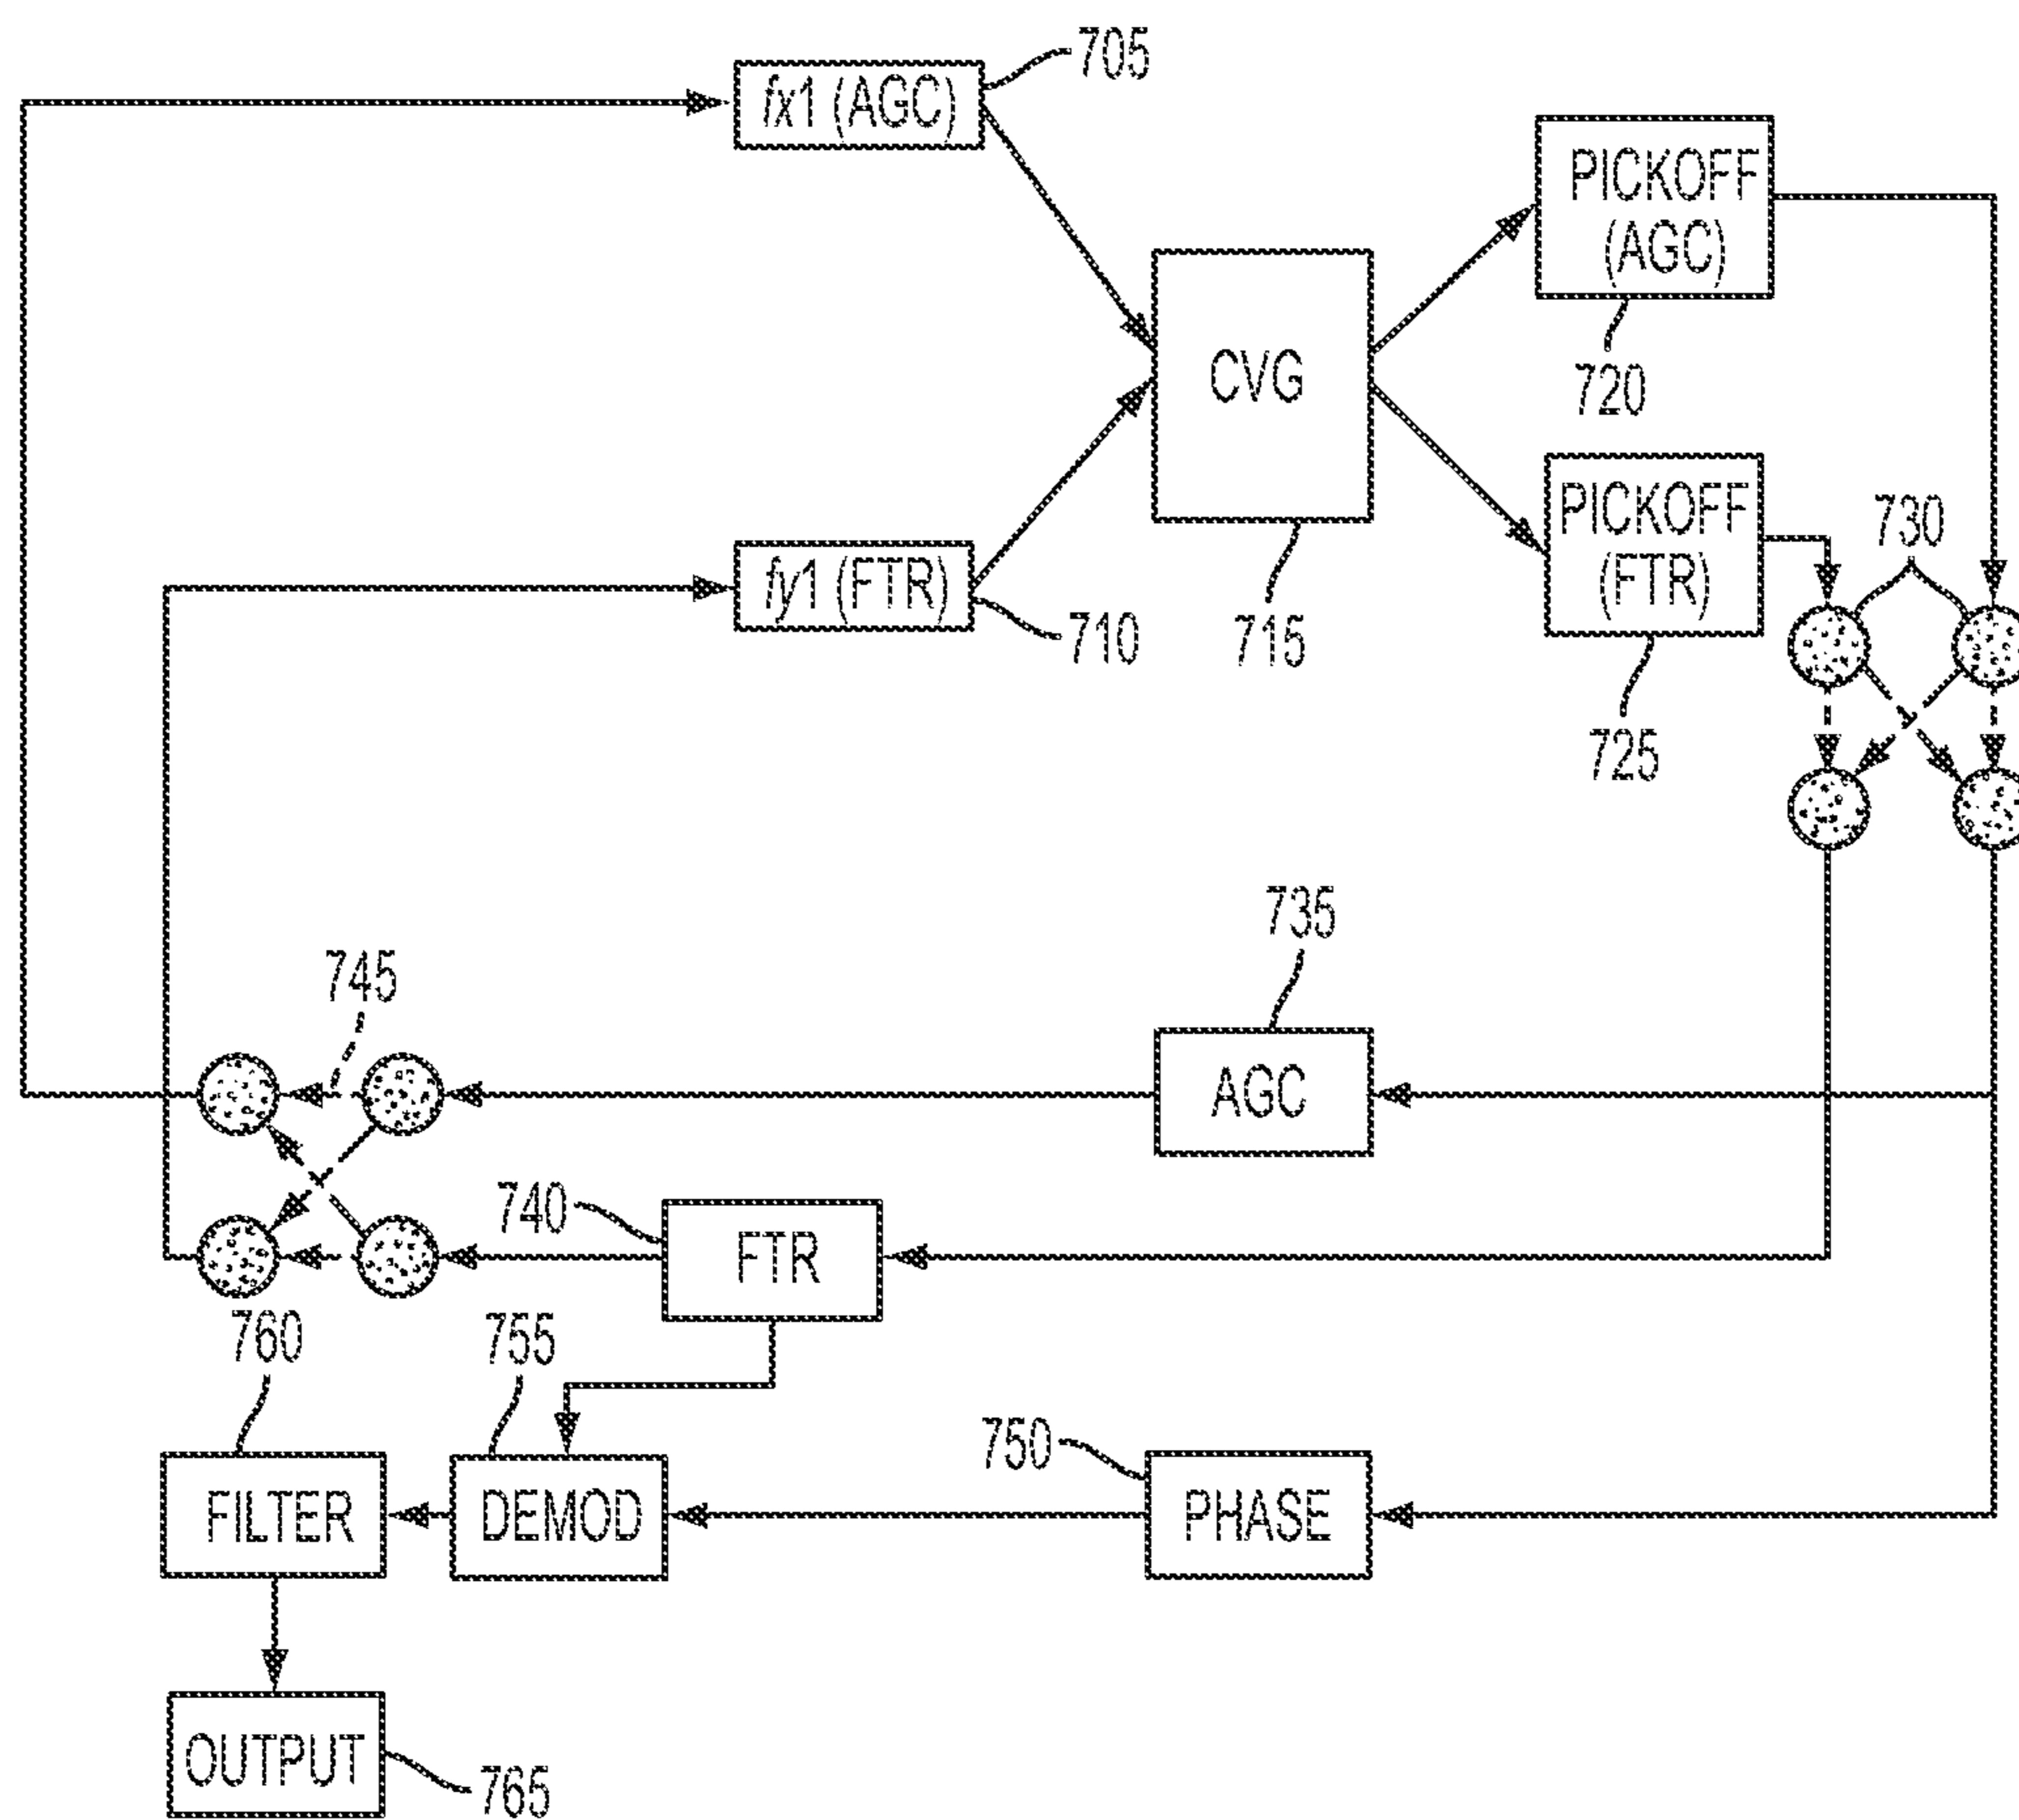 705
fx1 (AGC)
PICKOFF
(AGC)
CVG
720
PICKOFF
(FTR)
730
fy1 (FTR)
710
715
725
735
745
AGC
740
FTR
760
755
750
FILTER
DEMOD
PHASE
OUTPUT
765